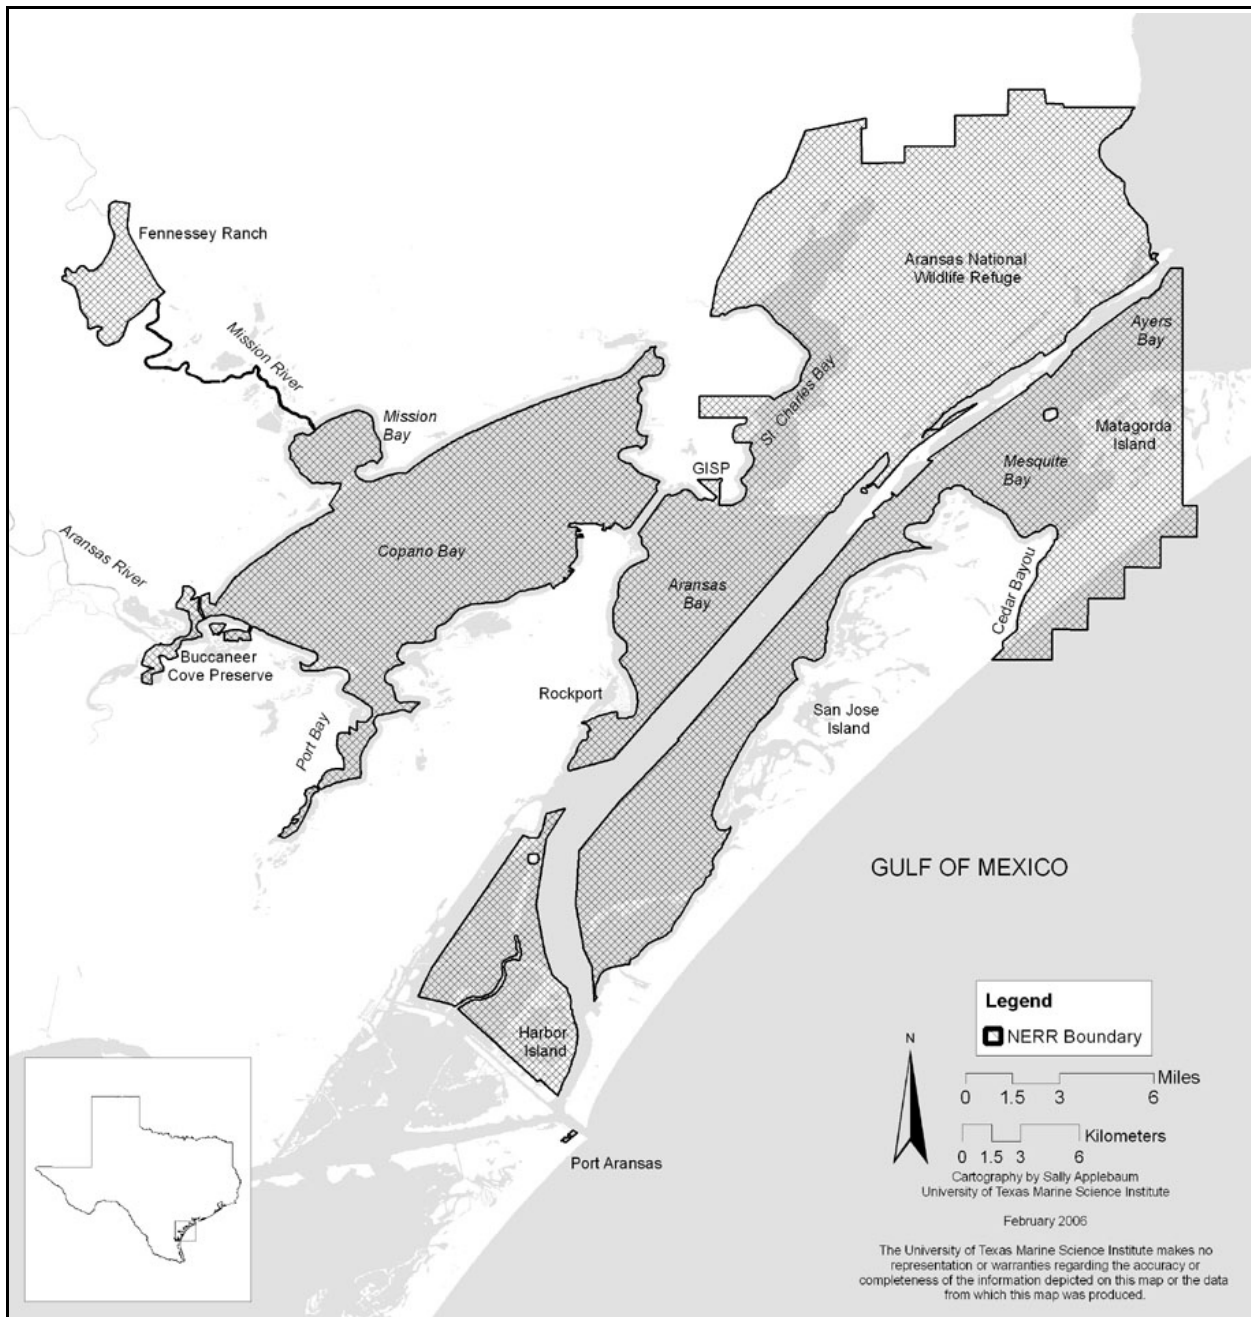 Fennessey Ranch
Aransas National
Wildlife Refuge
Mission River
Ayers
Bay
Mission
Bay
St. Charles Bay
Matagorda
Island
GISP
Mesquite
Bay
Aransas River
Copano Bay
Aransas
Bay
Cedar Bayou
Buccaneer
Cove Preserve
Rockport
San Jose
Island
Port Bay
GULF OF MEXICO
Harbor
Island
Port Aransas
Legend
NERR Boundary
N
Miles
0 1.5 3 6
Kilometers
0 1.5 3 6
Cartography by Sally Applebaum
University of Texas Marine Science Institute
February 2006
The University of Texas Marine Science Institute makes no
representation or warranties regarding the accuracy or
completeness of the information depicted on this map or the data
from which this map was produced.